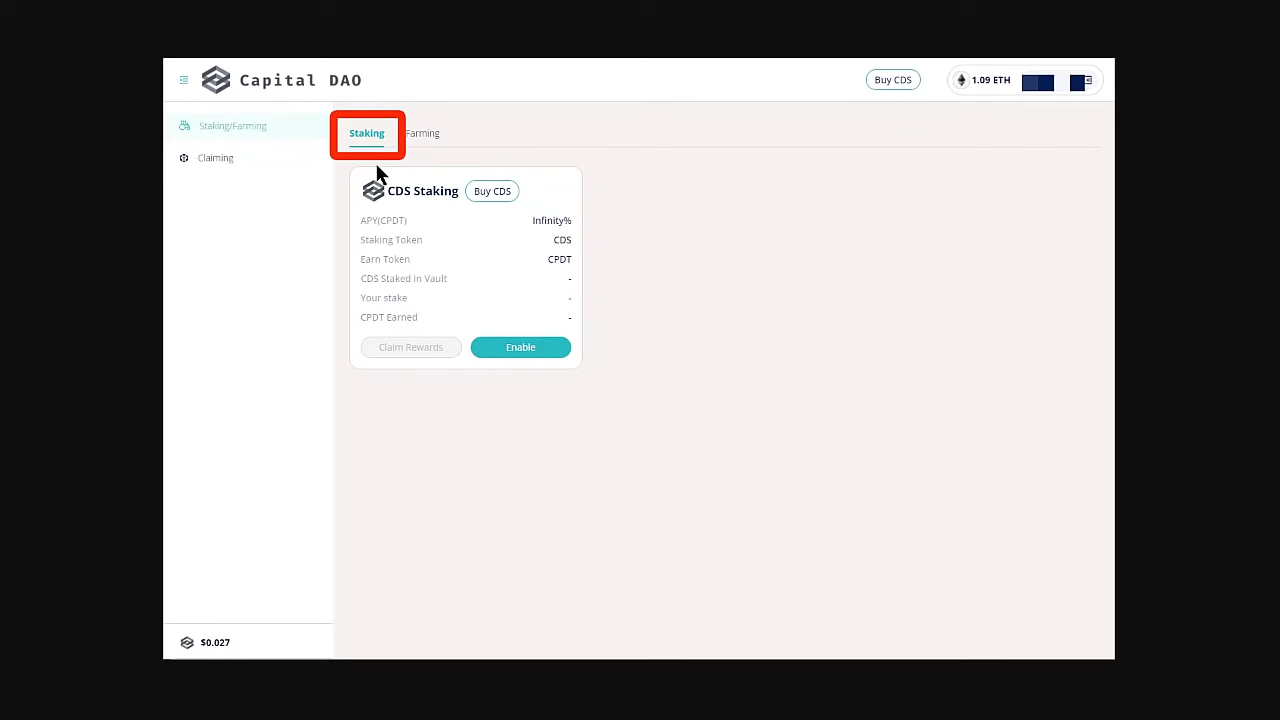 Capital DAO
Buy CDS
1.09 ETH
Staking/Farming
Claiming
Staking
Farming
CDS Staking
Buy CDS
APY(CPDT) Infinity%
Staking Token CDS
Earn Token CPDT
CDS Staked in Vault -
Your stake -
CPDT Earned -
Claim Rewards
Enable
$0.027